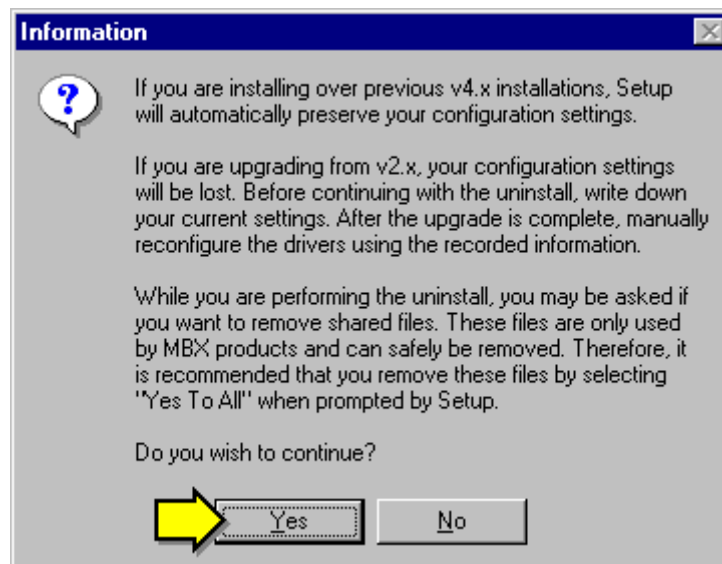 Information
If you are installing over previous v4.x installations, Setup
will automatically preserve your configuration settings.
If you are upgrading from v2.x, your configuration settings
will be lost. Before continuing with the uninstall, write down
your current settings. After the upgrade is complete, manually
reconfigure the drivers using the recorded information.
While you are performing the uninstall, you may be asked if
you want to remove shared files. These files are only used
by MBX products and can safely be removed. Therefore, it
is recommended that you remove these files by selecting
"Yes To All" when prompted by Setup.
Do you wish to continue?
Yes No